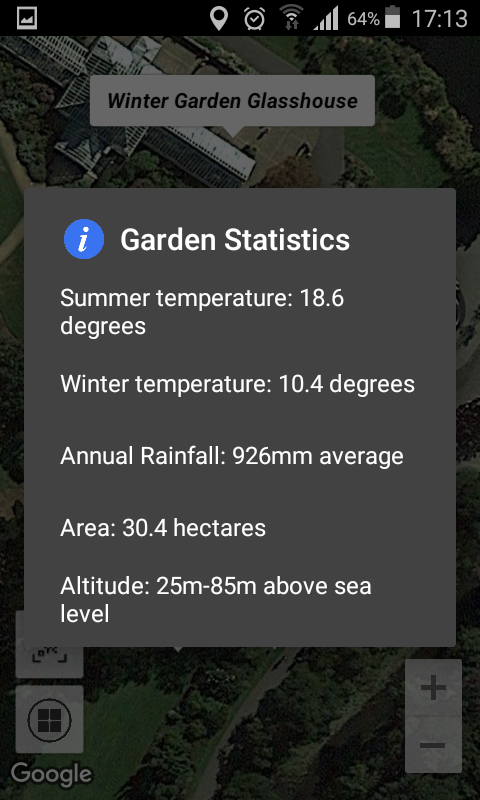 64% 17:13
Winter Garden Glasshouse
i Garden Statistics
Summer temperature: 18.6
degrees
Winter temperature: 10.4 degrees
Annual Rainfall: 926mm average
Area: 30.4 hectares
Altitude: 25m-85m above sea
level
Google